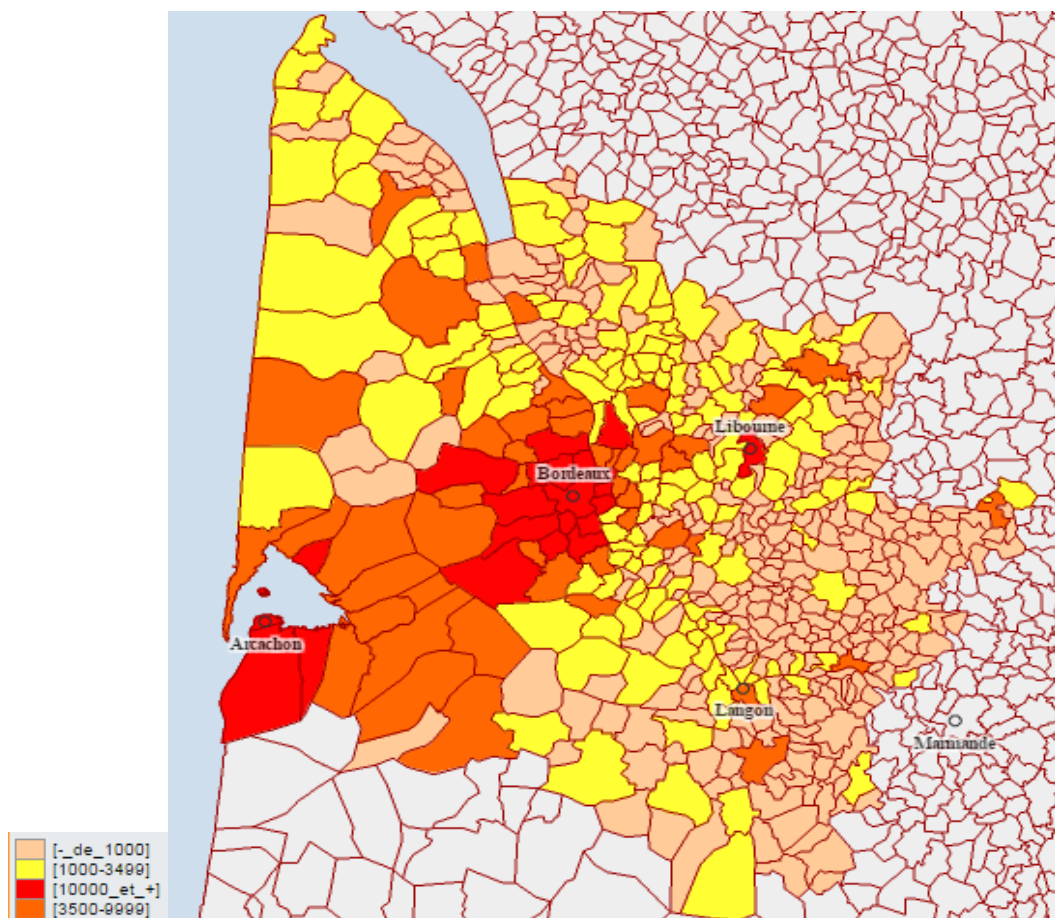 Libourne
Bordeaux
Arcachon
Langon
Marmande
[-_de_1000]
[1000-3499]
[10000_et_+]
[3500-9999]